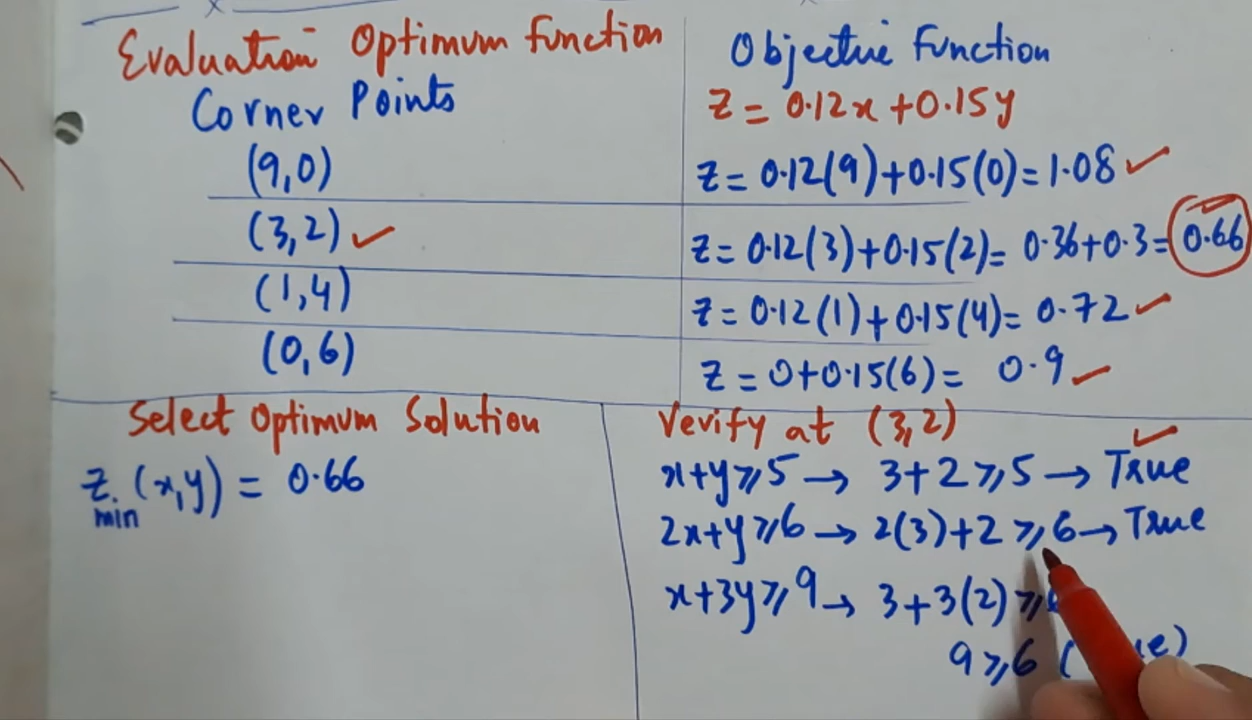 Evaluation Optimum Function
Corner Points
(9,0)
(3,2) ✓
(1,4)
(0,6)
Objective Function
Z = 0.12x + 0.15y
Z = 0.12(9)+0.15(0)= 1.08 ✓
Z = 0.12(3)+0.15(2)= 0.36+0.3= 0.66
Z = 0.12(1)+0.15(4)= 0.72 ✓
Z = 0+0.15(6)= 0.9 ✓
Select Optimum Solution
Z min (x,y) = 0.66
Verify at (3,2)
x+y≥5 → 3+2≥5 → True ✓
2x+y≥6 → 2(3)+2≥6 → True
x+3y≥9 → 3+3(2)≥
9≥6 (